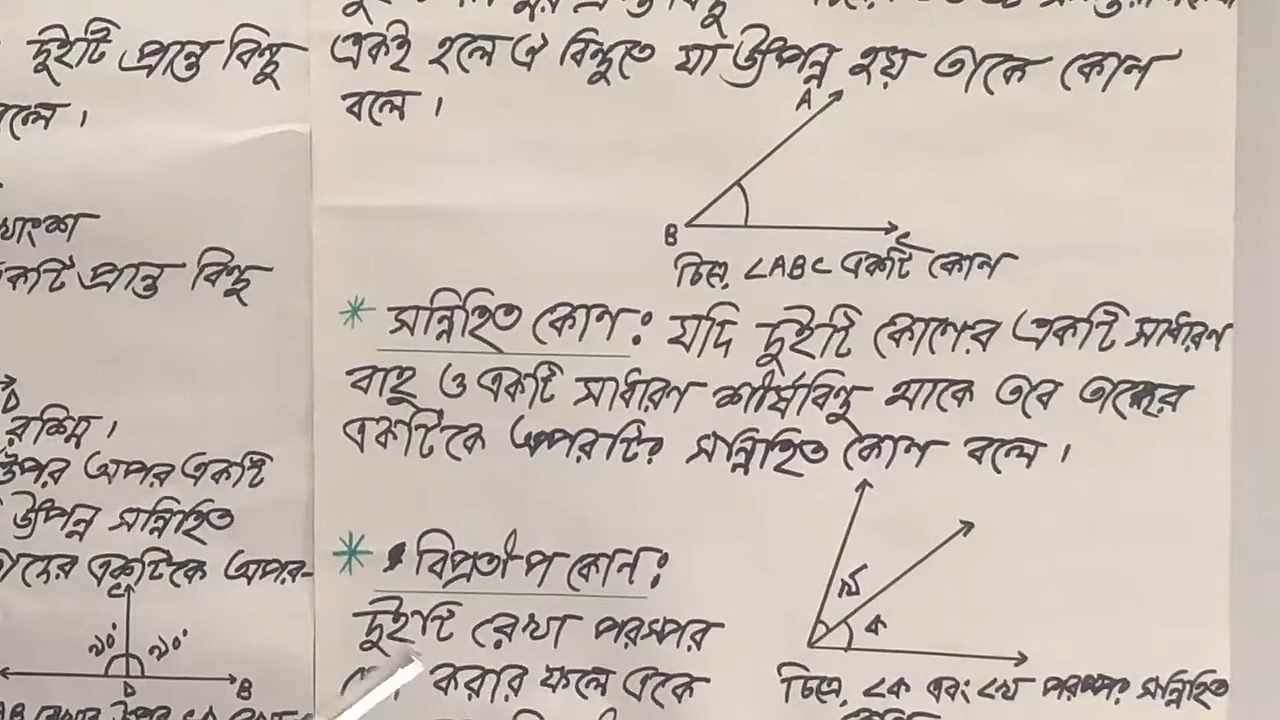 দুইটি প্রান্ত বিন্দু
বলে।
কটি প্রান্ত বিন্দু
রশ্মি।
উপর অপর একটি
উৎপন্ন সন্নিহিত
একটিকে অপর-
C
৯০° ৯০°
D B
একই হলে ঐ বিন্দুতে যা উৎপন্ন হয় তাকে কোন
বলে।
A
B C
চিত্রে, ∠ABC একটি কোন
* সন্নিহিত কোণ: যদি দুইটি কোণের একটি সাধারণ
বাহু ও একটি সাধারণ শীর্ষবিন্দু থাকে তবে তাদের
একটিকে অপরটির সন্নিহিত কোণ বলে।
খ
ক
চিত্রে, ∠ক এবং ∠খ পরস্পর সন্নিহিত
* বিপ্রতীপ কোন:
দুইটি রেখা পরস্পর
করার ফলে একে